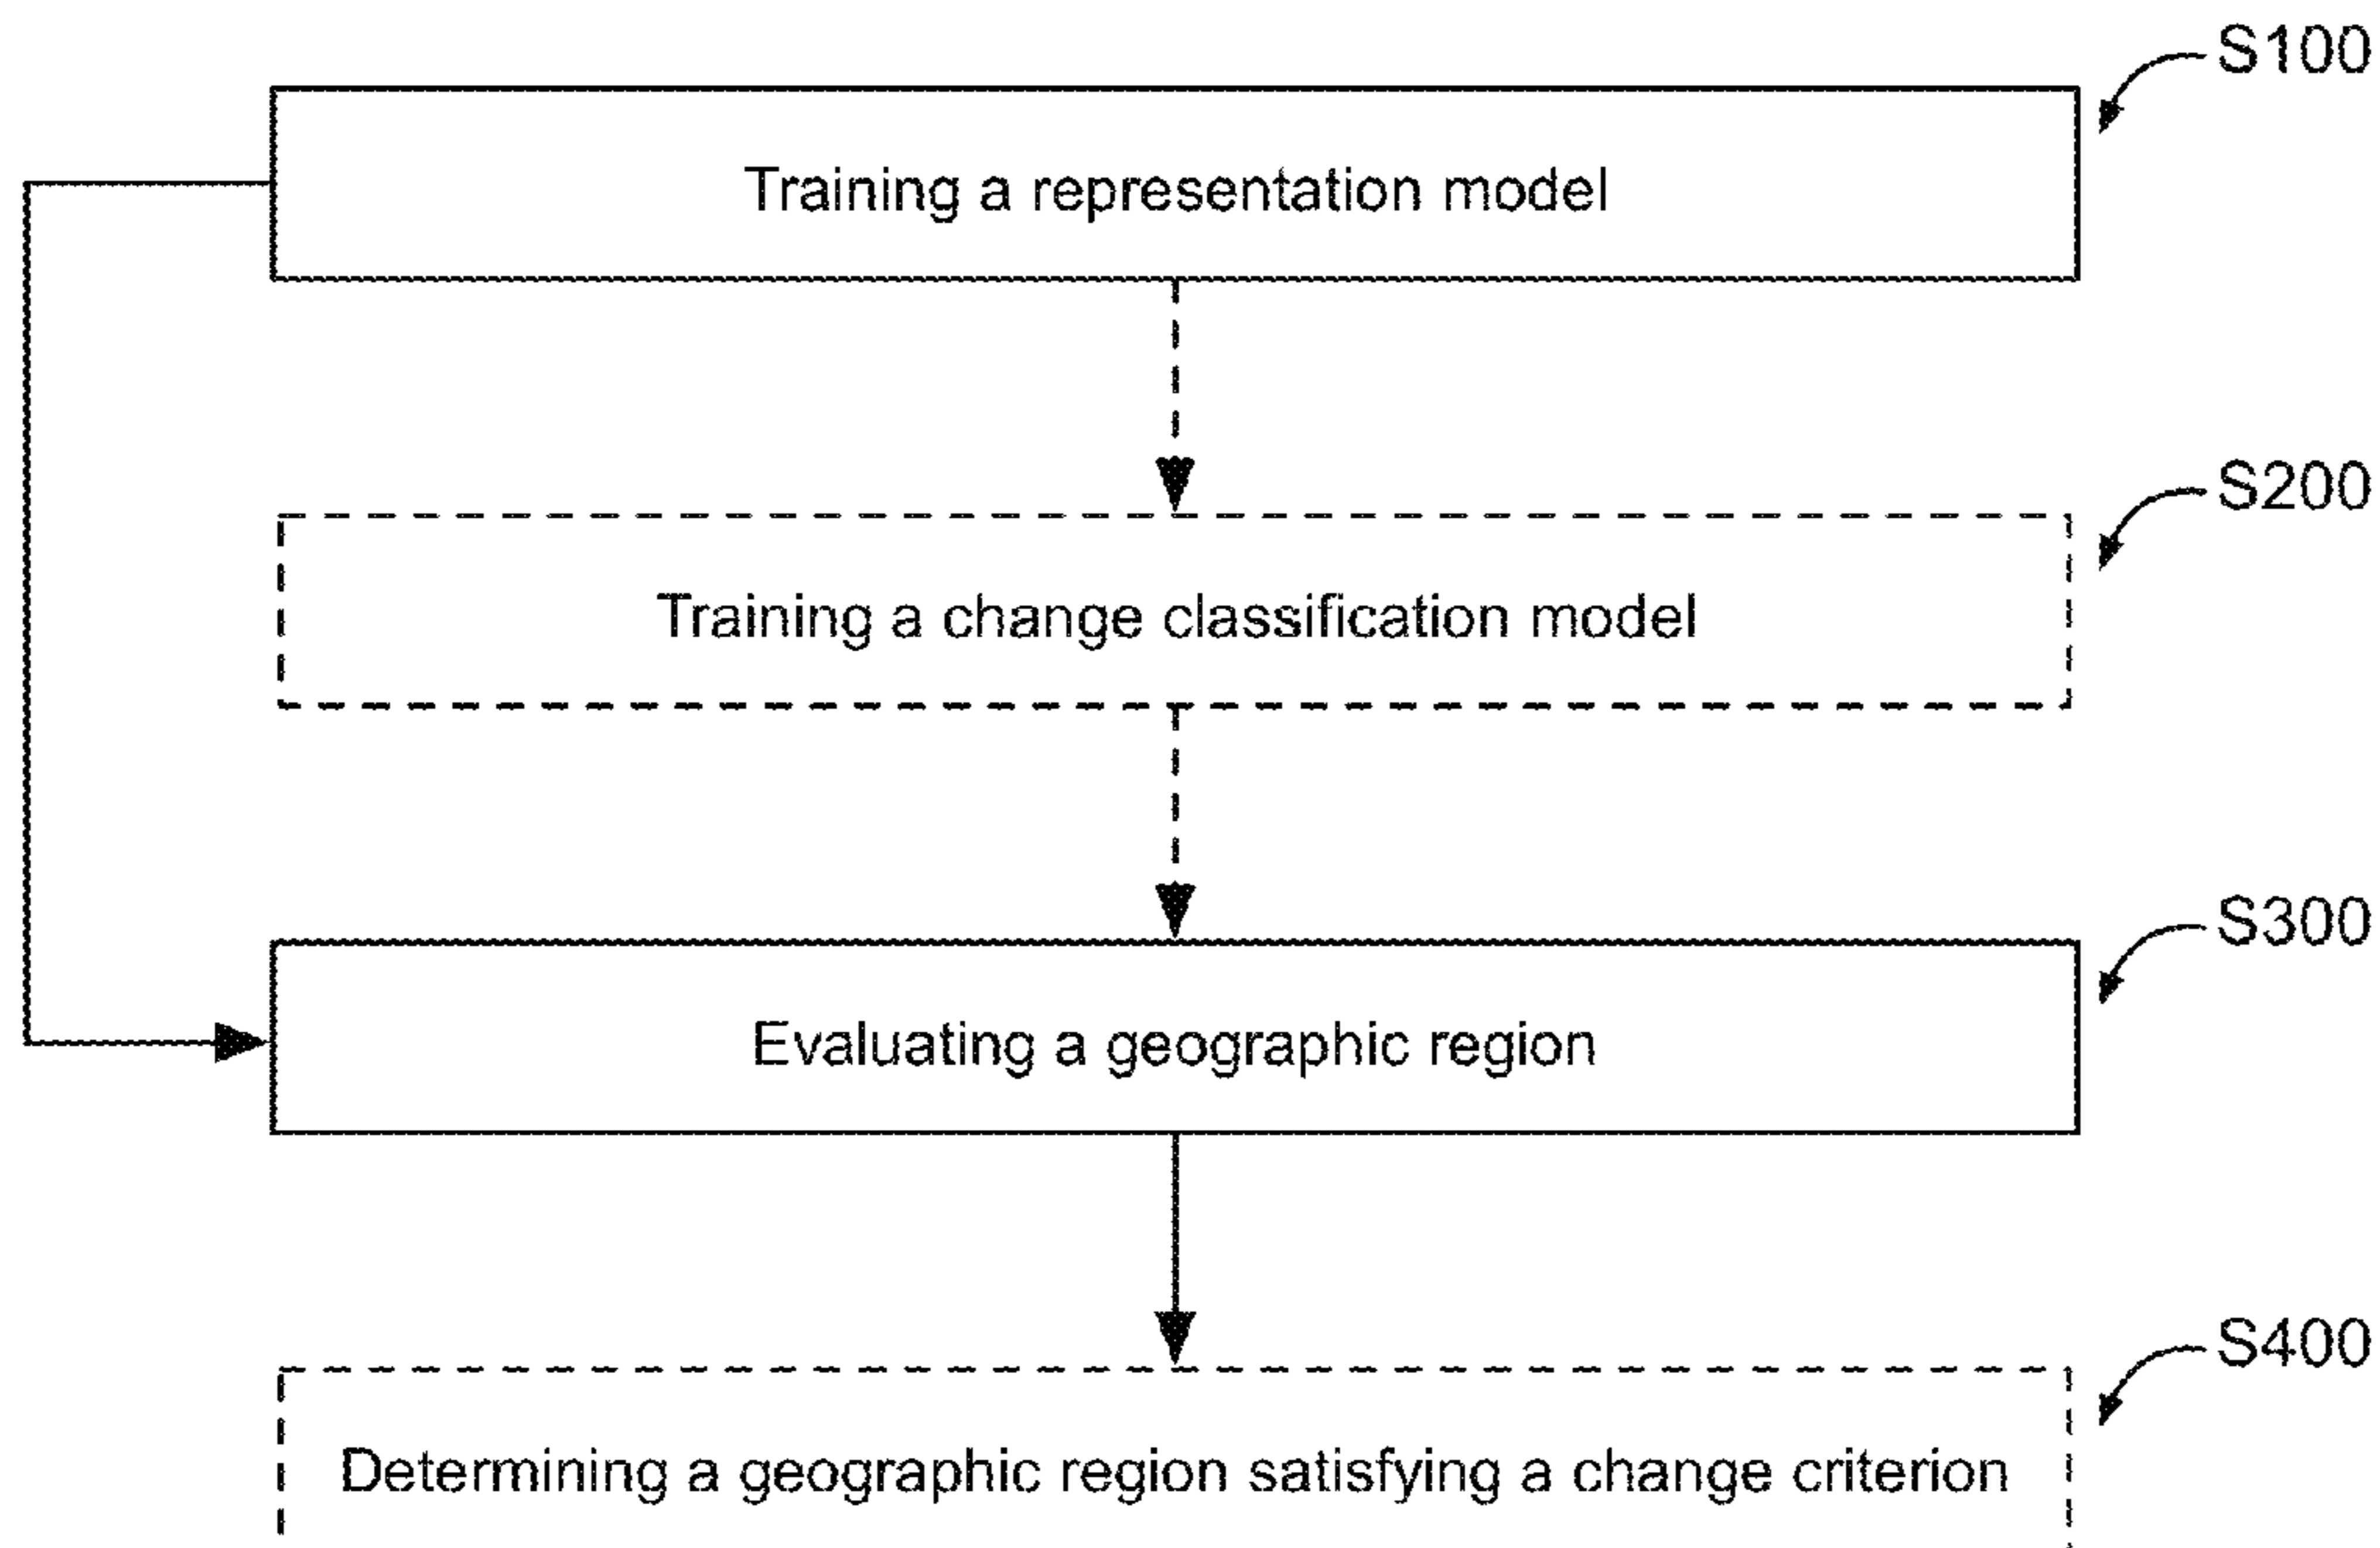 S100
Training a representation model
S200
Training a change classification model
S300
Evaluating a geographic region
S400
Determining a geographic region satisfying a change criterion